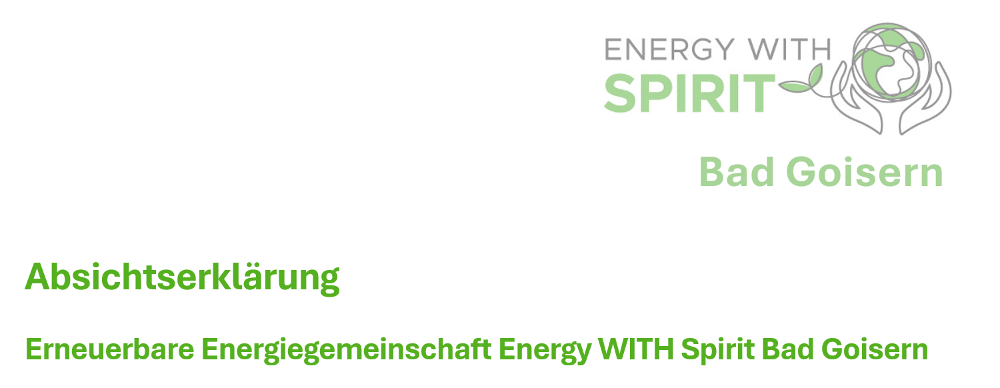 ENERGY WITH
SPIRIT
Bad Goisern
Absichtserklärung
Erneuerbare Energiegemeinschaft Energy WITH Spirit Bad Goisern